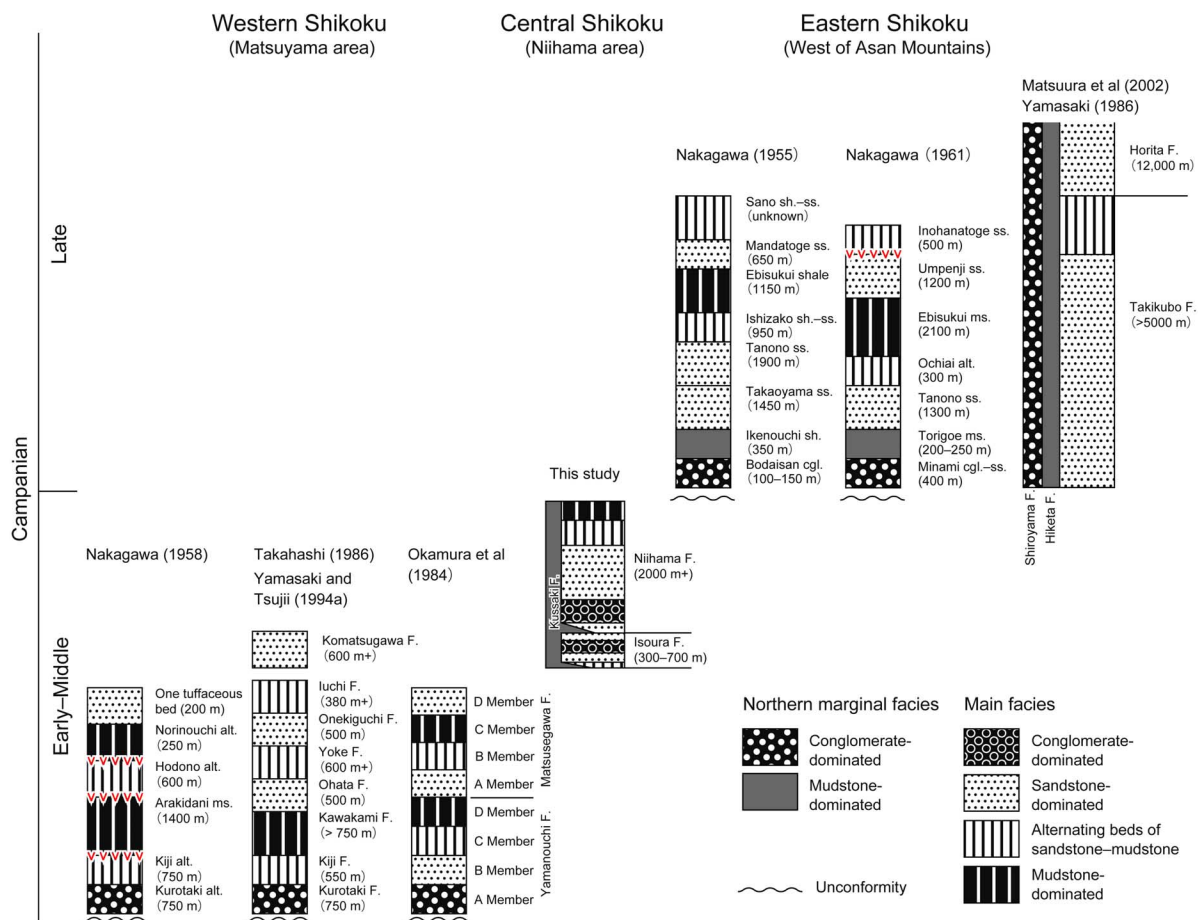 Western Shikoku
(Matsuyama area)
Central Shikoku
(Niihama area)
Eastern Shikoku
(West of Asan Mountains)
Campanian
Late
Early–Middle
Nakagawa (1958)
One tuffaceous
bed (200 m)
Norinouchi alt.
(250 m)
Hodono alt.
(600 m)
Arakidani ms.
(1400 m)
Kiji alt.
(750 m)
Kurotaki alt.
(750 m)
Takahashi (1986)
Yamasaki and
Tsujii (1994a)
Komatsugawa F.
(600 m+)
Iuchi F.
(380 m+)
Onekiguchi F.
(500 m)
Yoke F.
(600 m+)
Ohata F.
(500 m)
Kawakami F.
(> 750 m)
Kiji F.
(550 m)
Kurotaki F.
(750 m)
Okamura et al
(1984)
D Member
C Member
B Member
A Member
Matsusegawa F.
D Member
C Member
B Member
A Member
Yamanouchi F.
This study
Kussaki F.
Niihama F.
(2000 m+)
Isoura F.
(300–700 m)
Nakagawa (1955)
Sano sh.–ss.
(unknown)
Mandatoge ss.
(650 m)
Ebisukui shale
(1150 m)
Ishizako sh.–ss.
(950 m)
Tanono ss.
(1900 m)
Takaoyama ss.
(1450 m)
Ikenouchi sh.
(350 m)
Bodaisan cgl.
(100–150 m)
Nakagawa (1961)
Inohanatoge ss.
(500 m)
Umpenji ss.
(1200 m)
Ebisukui ms.
(2100 m)
Ochiai alt.
(300 m)
Tanono ss.
(1300 m)
Torigoe ms.
(200–250 m)
Minami cgl.–ss.
(400 m)
Matsuura et al (2002)
Yamasaki (1986)
Horita F.
(12,000 m)
Takikubo F.
(>5000 m)
Shiroyama F.
Hiketa F.
Northern marginal facies
Conglomerate-
dominated
Mudstone-
dominated
Unconformity
Main facies
Conglomerate-
dominated
Sandstone-
dominated
Alternating beds of
sandstone–mudstone
Mudstone-
dominated